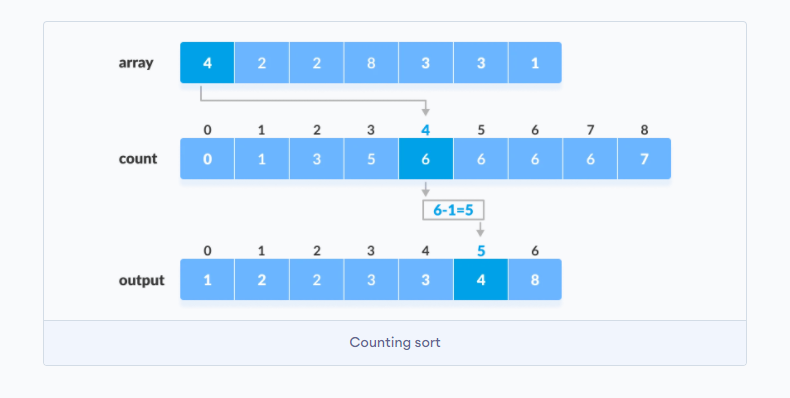 array 4 2 2 8 3 3 1
0 1 2 3 4 5 6 7 8
count 0 1 3 5 6 6 6 6 7
6-1=5
0 1 2 3 4 5 6
output 1 2 2 3 3 4 8
Counting sort